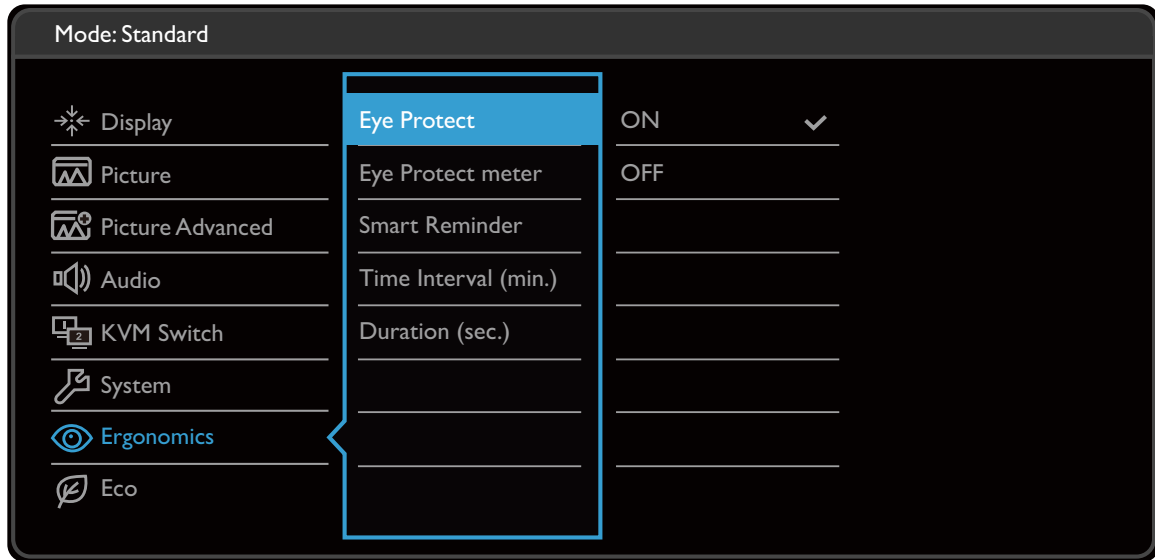 Mode: Standard
Display
Picture
Picture Advanced
Audio
2
KVM Switch
System
Ergonomics
Eco
Eye Protect
Eye Protect meter
Smart Reminder
Time Interval (min.)
Duration (sec.)
ON
OFF